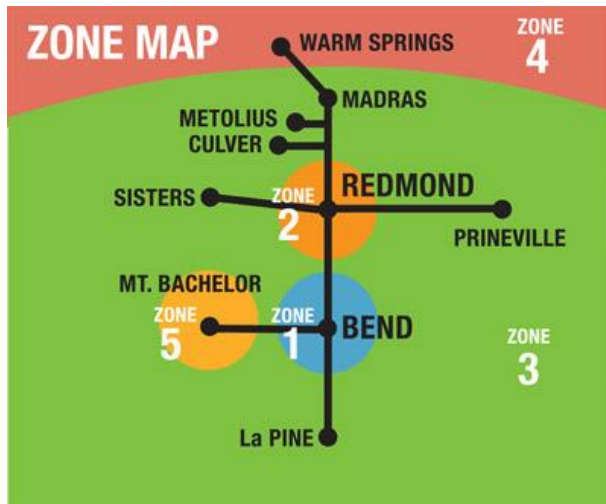 ZONE MAP
WARM SPRINGS
ZONE
4
MADRAS
METOLIUS
CULVER
REDMOND
SISTERS
ZONE
2
PRINEVILLE
MT. BACHELOR
ZONE
5
ZONE
1
BEND
ZONE
3
La PINE